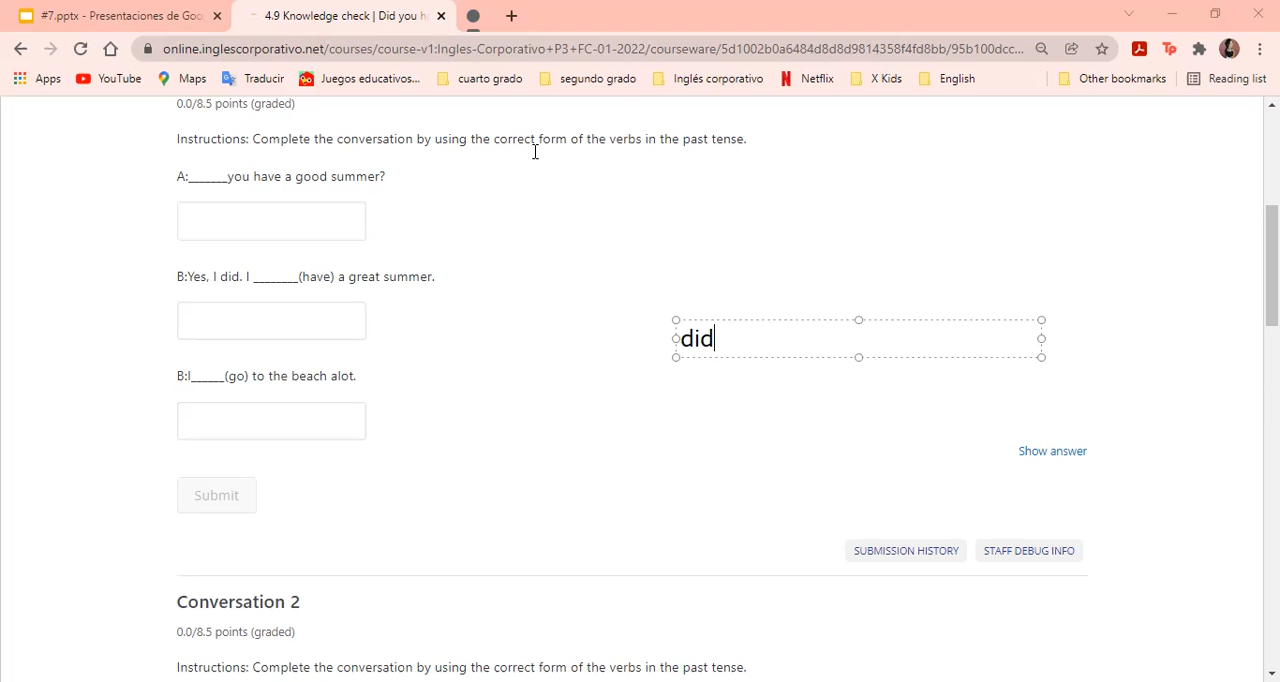 #7.pptx - Presentaciones de Goo
4.9 Knowledge check | Did you h
online.inglescorporativo.net/courses/course-v1:Ingles-Corporativo+P3+FC-01-2022/courseware/5d1002b0a6484d8d8d9814358f4fd8bb/95b100dcc...
Apps YouTube Maps Traducir Juegos educativos... cuarto grado segundo grado Inglés corporativo Netflix X Kids English Other bookmarks Reading list
0.0/8.5 points (graded)
Instructions: Complete the conversation by using the correct form of the verbs in the past tense.
A:_______you have a good summer?
B:Yes, I did. I ________(have) a great summer.
did
B:I______(go) to the beach alot.
Show answer
Submit
SUBMISSION HISTORY STAFF DEBUG INFO
Conversation 2
0.0/8.5 points (graded)
Instructions: Complete the conversation by using the correct form of the verbs in the past tense.